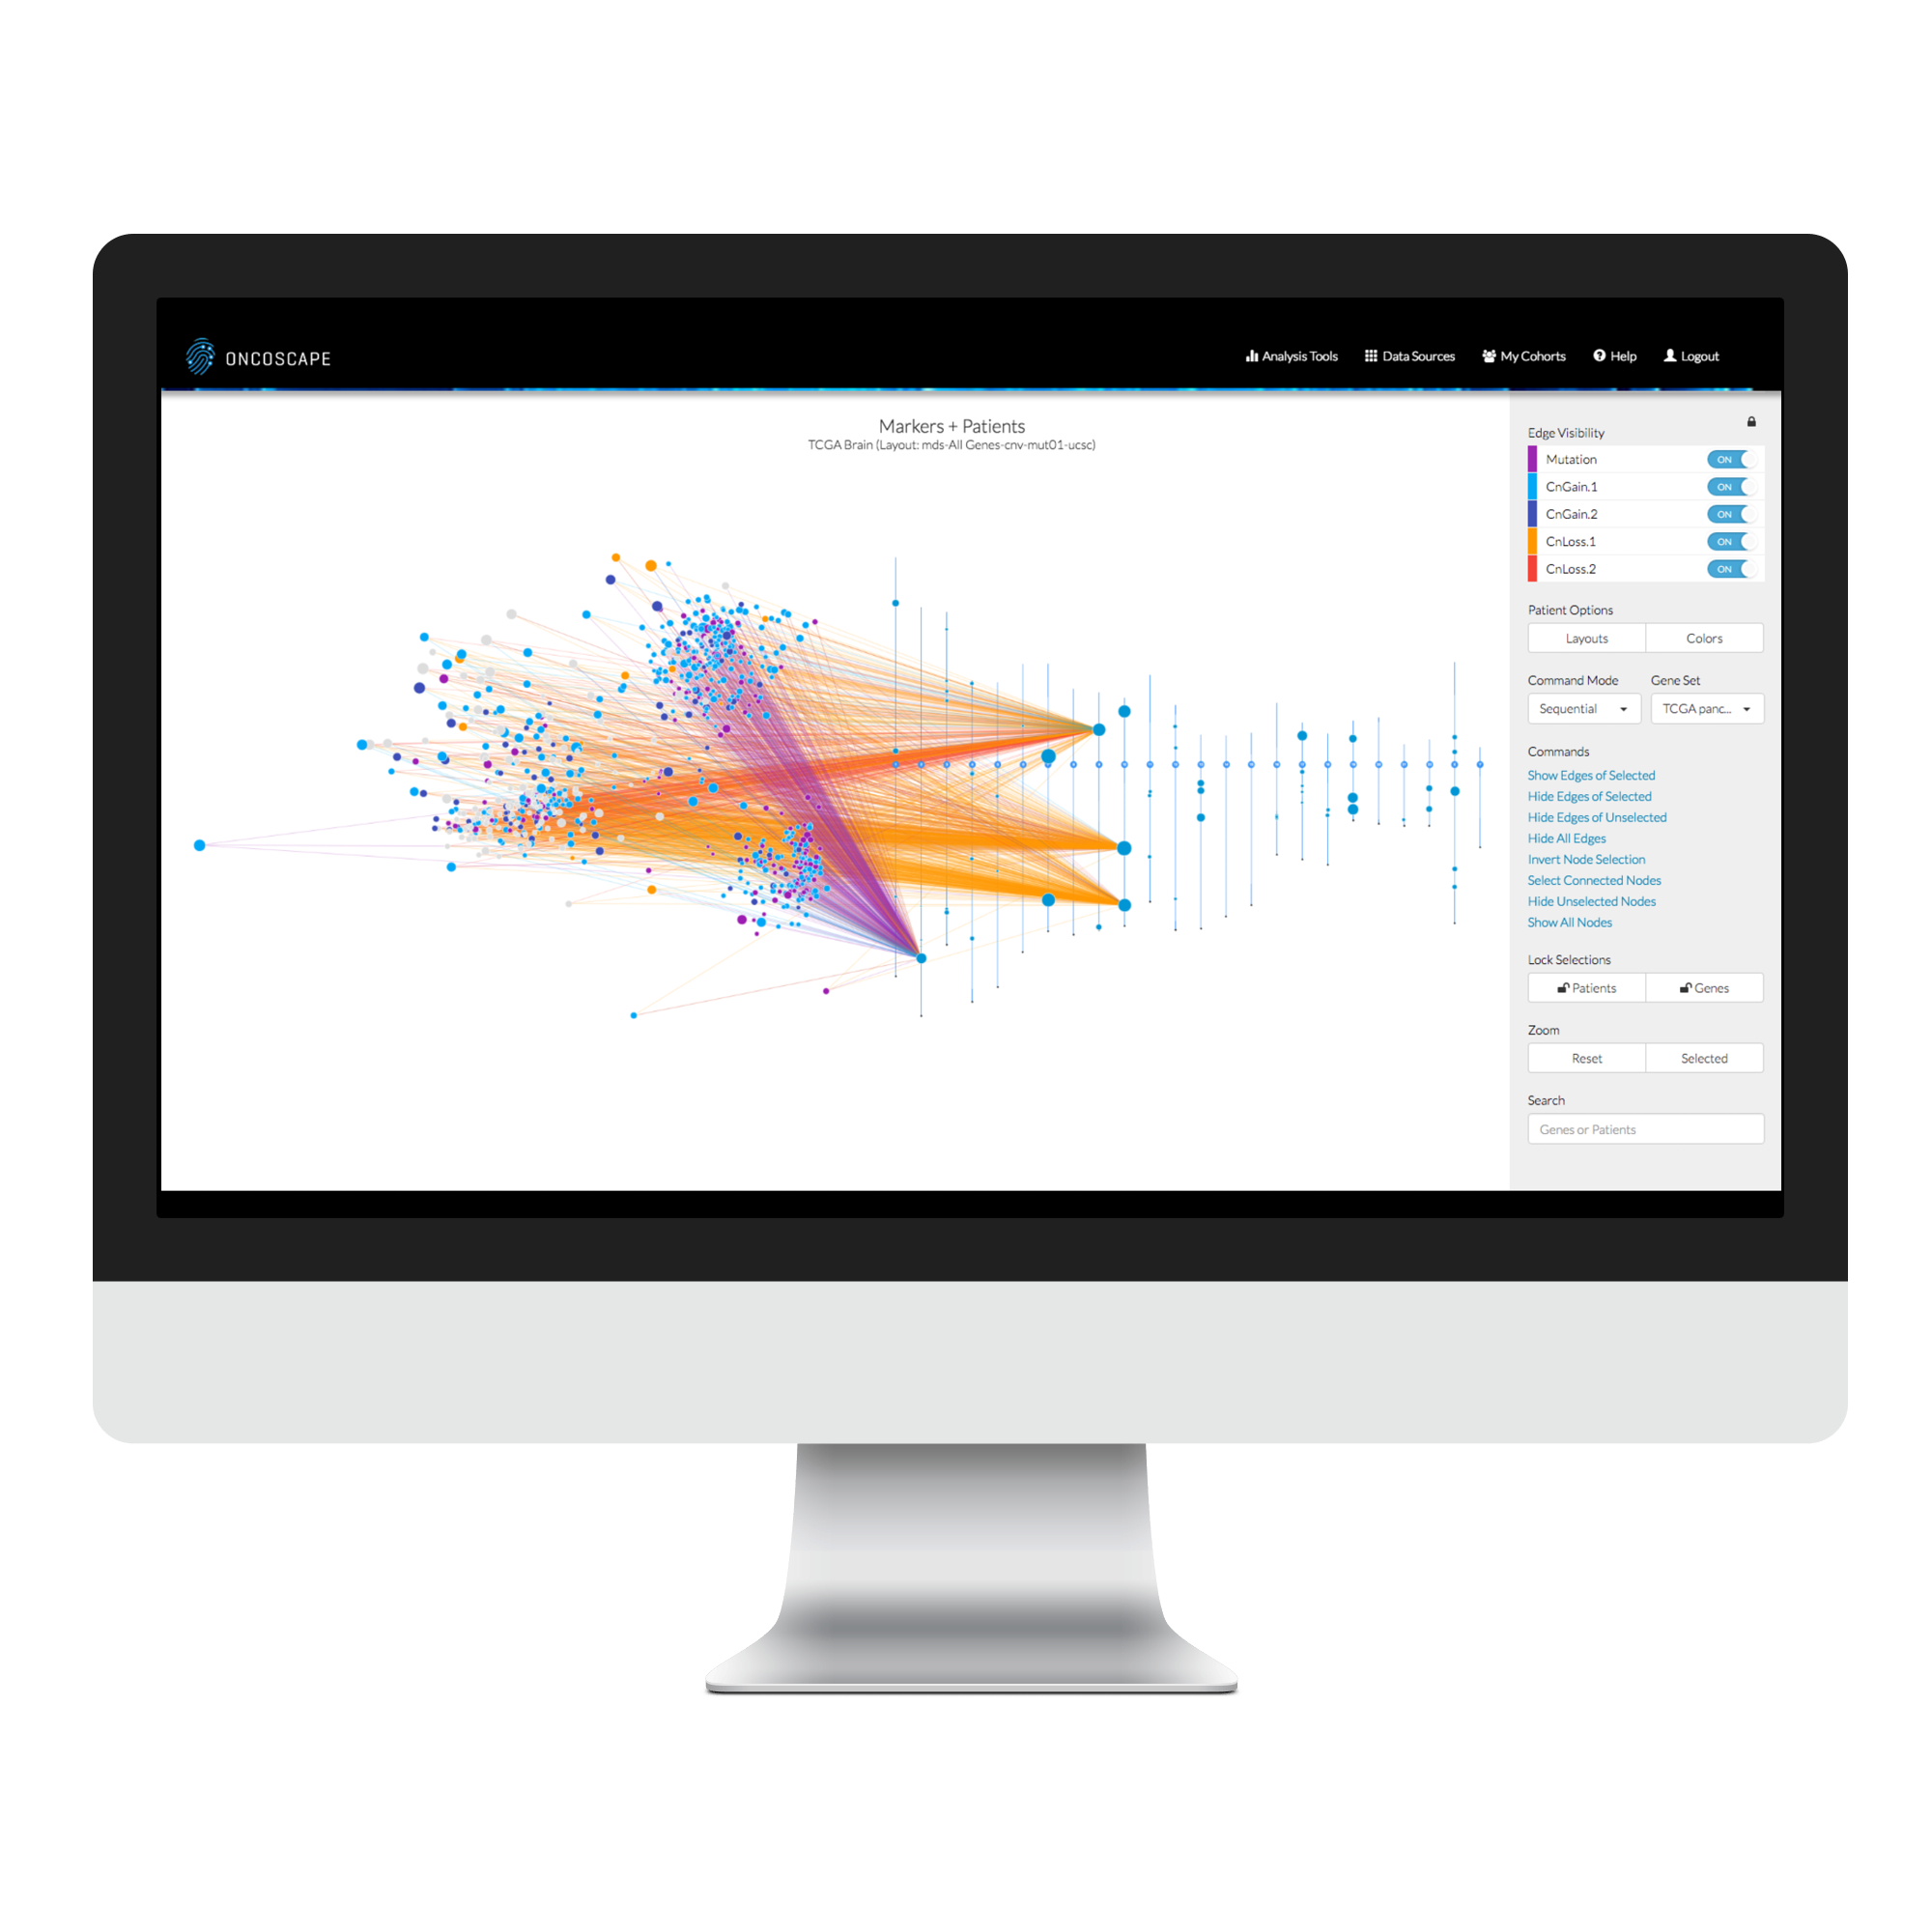 ONCOSCAPE
Analysis Tools
Data Sources
My Cohorts
Help
Logout
Markers + Patients
TCGA Brain (Layout: mds-All Genes-cnv-mut01-ucsc)
Edge Visibility
Mutation ON
CnGain.1 ON
CnGain.2 ON
CnLoss.1 ON
CnLoss.2 ON
Patient Options
Layouts Colors
Command Mode Gene Set
Sequential TCGA panc...
Commands
Show Edges of Selected
Hide Edges of Selected
Hide Edges of Unselected
Hide All Edges
Invert Node Selection
Select Connected Nodes
Hide Unselected Nodes
Show All Nodes
Lock Selections
Patients Genes
Zoom
Reset Selected
Search
Genes or Patients